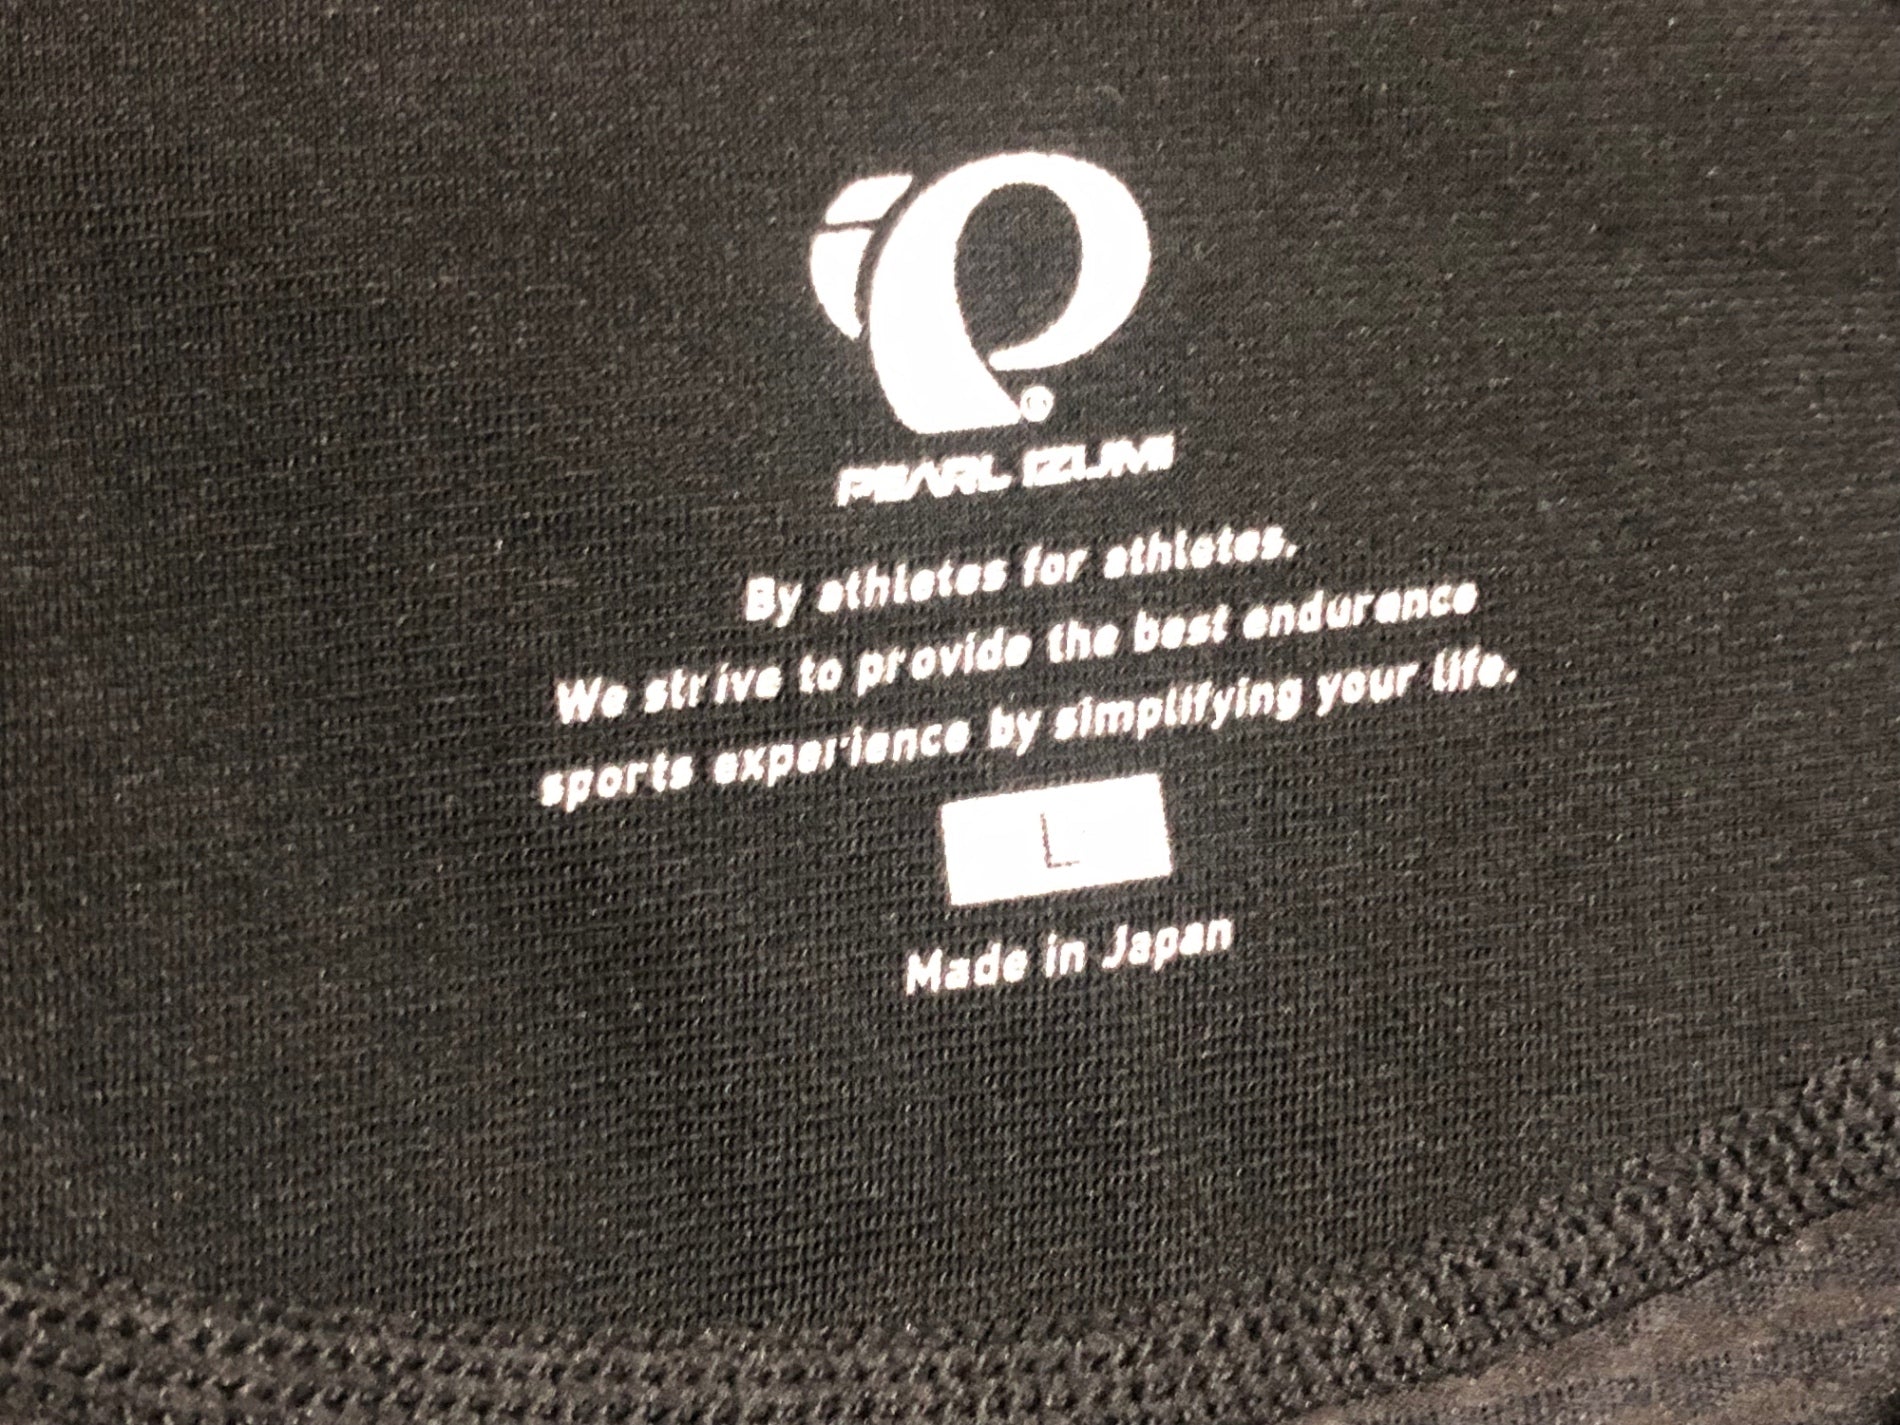 PEARL IZUMI
By athletes for athletes.
We strive to provide the best endurance
sports experience by simplifying your life.
L
Made in Japan